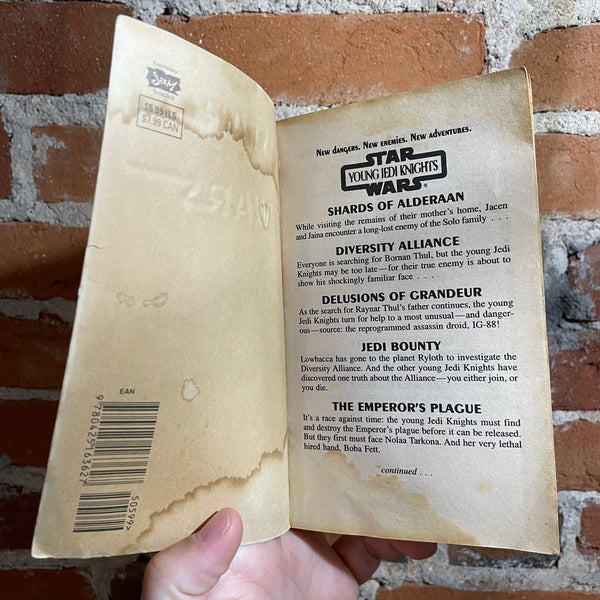 BERKLEY
JAM
BOOKS
$5.99 U.S.
$7.99 CAN
EAN
9780425163627
50599>
NEW DANGERS. NEW ENEMIES. NEW ADVENTURES.
STAR
YOUNG JEDI KNIGHTS
WARS®
SHARDS OF ALDERAAN
While visiting the remains of their mother's home, Jacen
and Jaina encounter a long-lost enemy of the Solo family . . .
DIVERSITY ALLIANCE
Everyone is searching for Bornan Thul, but the young Jedi
Knights may be too late—for their true enemy is about to
show his shockingly familiar face . . .
DELUSIONS OF GRANDEUR
As the search for Raynar Thul's father continues, the young
Jedi Knights turn for help to a most unusual—and danger-
ous—source: the reprogrammed assassin droid, IG-88!
JEDI BOUNTY
Lowbacca has gone to the planet Ryloth to investigate the
Diversity Alliance. And the other young Jedi Knights have
discovered one truth about the Alliance—you either join, or
you die.
THE EMPEROR'S PLAGUE
It's a race against time: the young Jedi Knights must find
and destroy the Emperor's plague before it can be released.
But they first must face Nolaa Tarkona. And her very lethal
hired hand, Boba Fett.
continued . . .